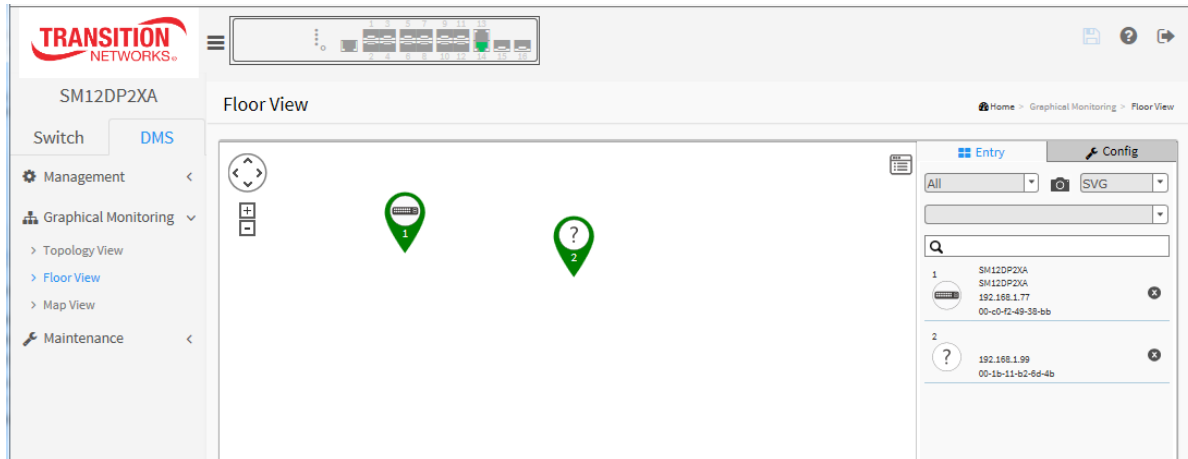 TRANSITION
NETWORKS®
1 3 5 7 9 11 13
2 4 6 8 10 12 14 15 16
SM12DP2XA
Switch
DMS
Management
Graphical Monitoring
> Topology View
> Floor View
> Map View
Maintenance
Floor View
Home > Graphical Monitoring > Floor View
1
?
2
Entry
Config
All
SVG
1
SM12DP2XA
SM12DP2XA
192.168.1.77
00-c0-f2-49-38-bb
2
?
192.168.1.99
00-1b-11-b2-6d-4b